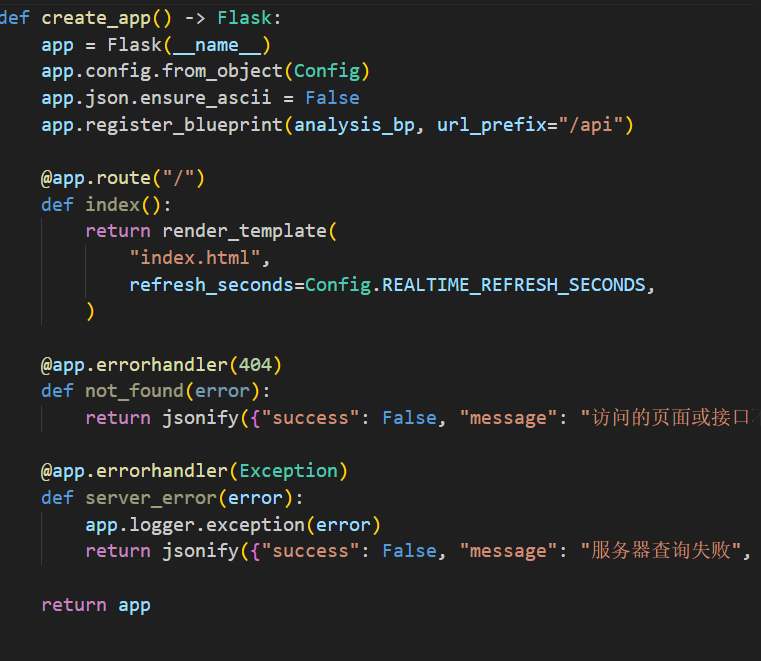 def create_app() -> Flask:
    app = Flask(__name__)
    app.config.from_object(Config)
    app.json.ensure_ascii = False
    app.register_blueprint(analysis_bp, url_prefix="/api")

    @app.route("/")
    def index():
        return render_template(
            "index.html",
            refresh_seconds=Config.REALTIME_REFRESH_SECONDS,
        )

    @app.errorhandler(404)
    def not_found(error):
        return jsonify({"success": False, "message": "访问的页面或接口

    @app.errorhandler(Exception)
    def server_error(error):
        app.logger.exception(error)
        return jsonify({"success": False, "message": "服务器查询失败",

    return app